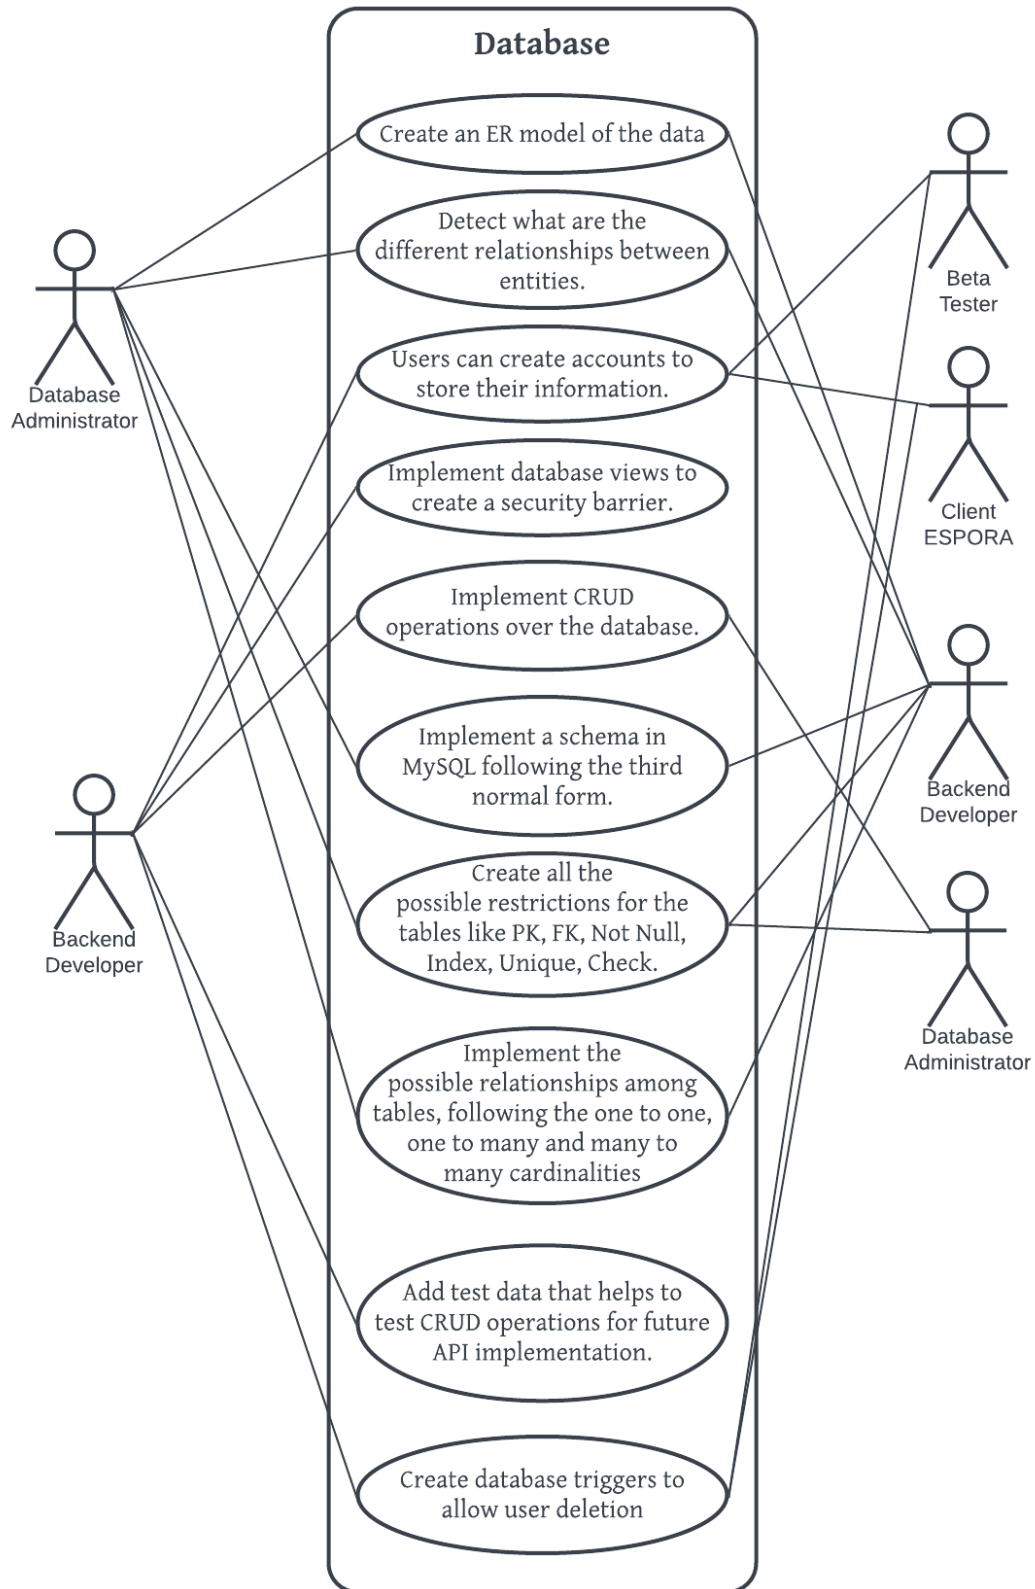 Database
Create an ER model of the data
Detect what are the
different relationships between
entities.
Users can create accounts to
store their information.
Implement database views to
create a security barrier.
Implement CRUD
operations over the database.
Implement a schema in
MySQL following the third
normal form.
Create all the
possible restrictions for the
tables like PK, FK, Not Null,
Index, Unique, Check.
Implement the
possible relationships among
tables, following the one to one,
one to many and many to
many cardinalities
Add test data that helps to
test CRUD operations for future
API implementation.
Create database triggers to
allow user deletion
Database
Administrator
Backend
Developer
Beta
Tester
Client
ESPORA
Backend
Developer
Database
Administrator